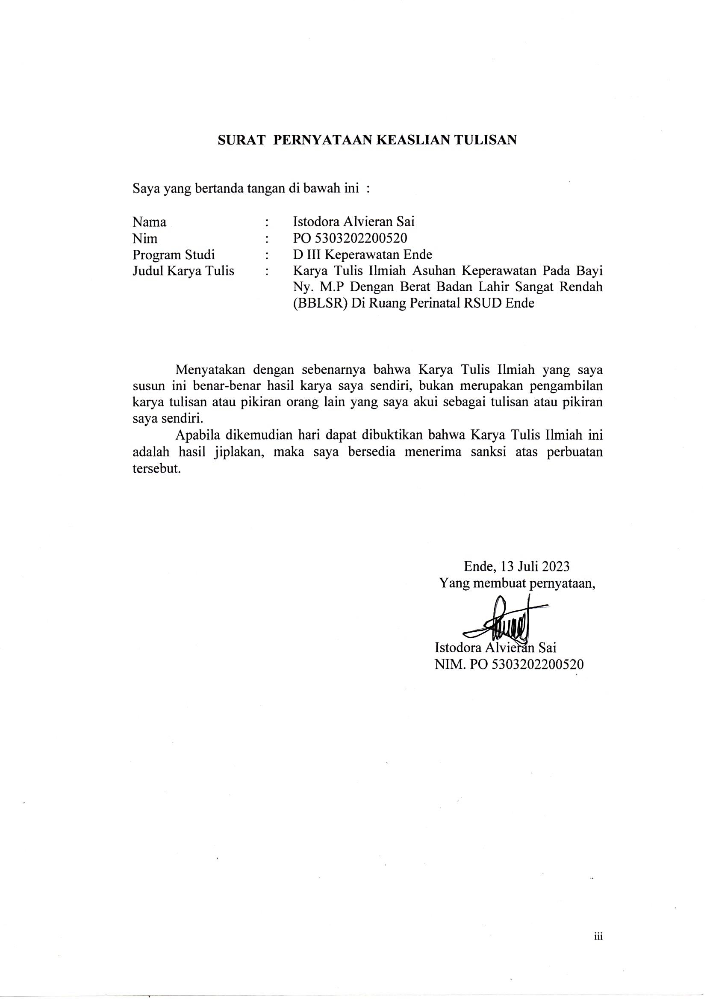 SURAT PERNYATAAN KEASLIAN TULISAN
Saya yang bertanda tangan di bawah ini :
Nama : Istodora Alvieran Sai
Nim : PO 5303202200520
Program Studi : D III Keperawatan Ende
Judul Karya Tulis : Karya Tulis Ilmiah Asuhan Keperawatan Pada Bayi
Ny. M.P Dengan Berat Badan Lahir Sangat Rendah
(BBLSR) Di Ruang Perinatal RSUD Ende
Menyatakan dengan sebenarnya bahwa Karya Tulis Ilmiah yang saya
susun ini benar-benar hasil karya saya sendiri, bukan merupakan pengambilan
karya tulisan atau pikiran orang lain yang saya akui sebagai tulisan atau pikiran
saya sendiri.
Apabila dikemudian hari dapat dibuktikan bahwa Karya Tulis Ilmiah ini
adalah hasil jiplakan, maka saya bersedia menerima sanksi atas perbuatan
tersebut.
Ende, 13 Juli 2023
Yang membuat pernyataan,
Istodora Alvieran Sai
NIM. PO 5303202200520
iii